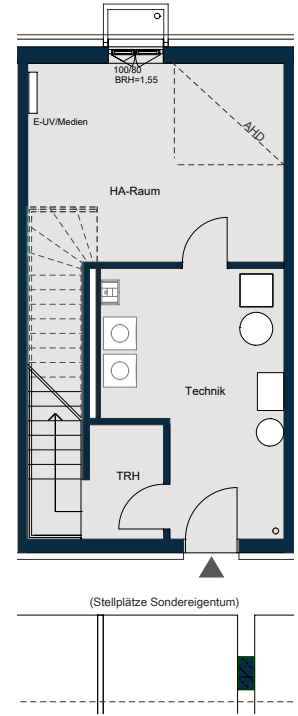 100/80
BRH=1,55
E-UV/Medien
AHD
HA-Raum
Technik
TRH
(Stellplätze Sondereigentum)